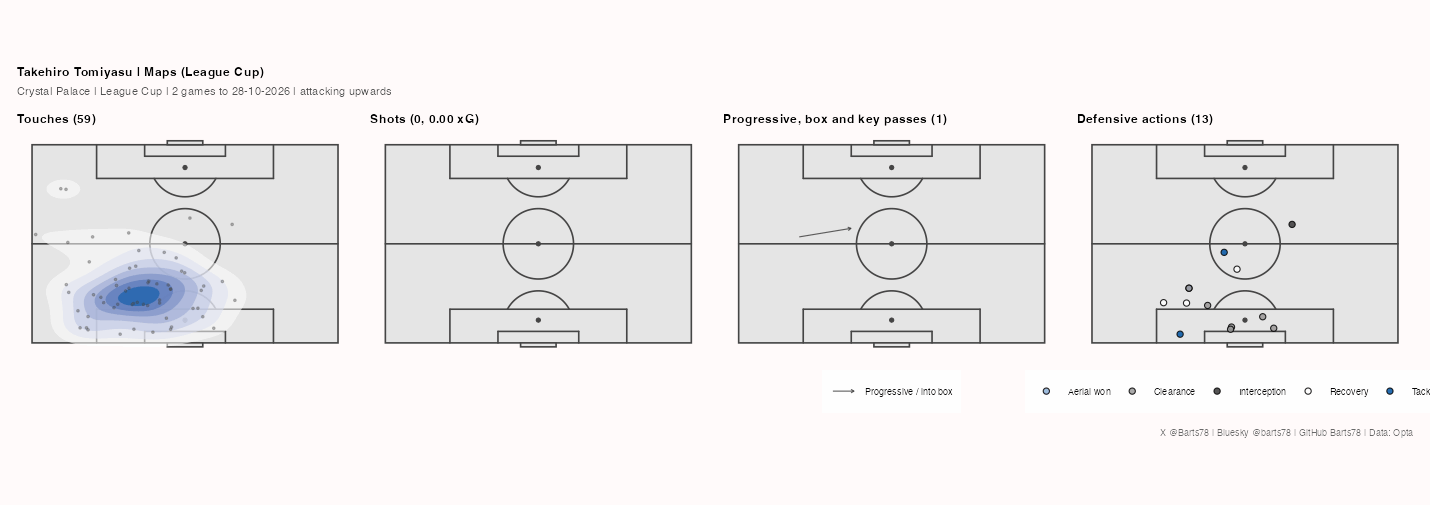 Takehiro Tomiyasu | Maps (League Cup)
Crystal Palace | League Cup | 2 games to 28-10-2026 | attacking upwards
Touches (59)
Shots (0, 0.00 xG)
Progressive, box and key passes (1)
Defensive actions (13)
Progressive / into box
Aerial won
Clearance
Interception
Recovery
Tack
X @Barts78 | Bluesky @barts78 | GitHub Barts78 | Data: Opta